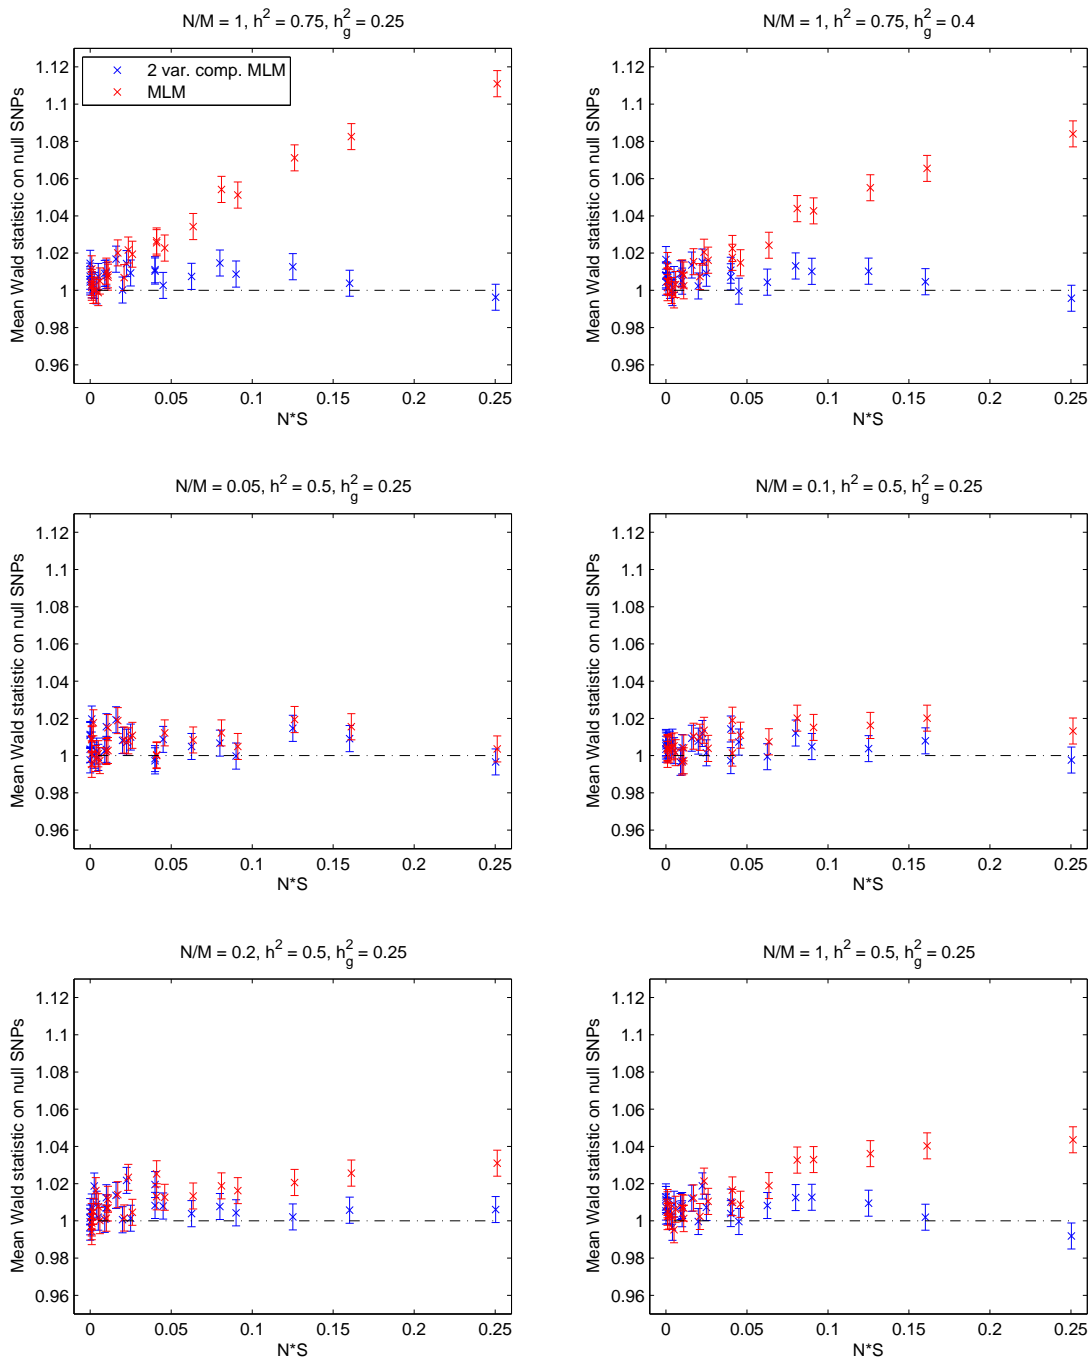 N/M = 1, h² = 0.75, h²g = 0.25
Mean Wald statistic on null SNPs
1.12
1.1
1.08
1.06
1.04
1.02
1
0.98
0.96
2 var. comp. MLM
MLM
0 0.05 0.1 0.15 0.2 0.25
N*S
N/M = 1, h² = 0.75, h²g = 0.4
Mean Wald statistic on null SNPs
1.12
1.1
1.08
1.06
1.04
1.02
1
0.98
0.96
0 0.05 0.1 0.15 0.2 0.25
N*S
N/M = 0.05, h² = 0.5, h²g = 0.25
Mean Wald statistic on null SNPs
1.12
1.1
1.08
1.06
1.04
1.02
1
0.98
0.96
0 0.05 0.1 0.15 0.2 0.25
N*S
N/M = 0.1, h² = 0.5, h²g = 0.25
Mean Wald statistic on null SNPs
1.12
1.1
1.08
1.06
1.04
1.02
1
0.98
0.96
0 0.05 0.1 0.15 0.2 0.25
N*S
N/M = 0.2, h² = 0.5, h²g = 0.25
Mean Wald statistic on null SNPs
1.12
1.1
1.08
1.06
1.04
1.02
1
0.98
0.96
0 0.05 0.1 0.15 0.2 0.25
N*S
N/M = 1, h² = 0.5, h²g = 0.25
Mean Wald statistic on null SNPs
1.12
1.1
1.08
1.06
1.04
1.02
1
0.98
0.96
0 0.05 0.1 0.15 0.2 0.25
N*S